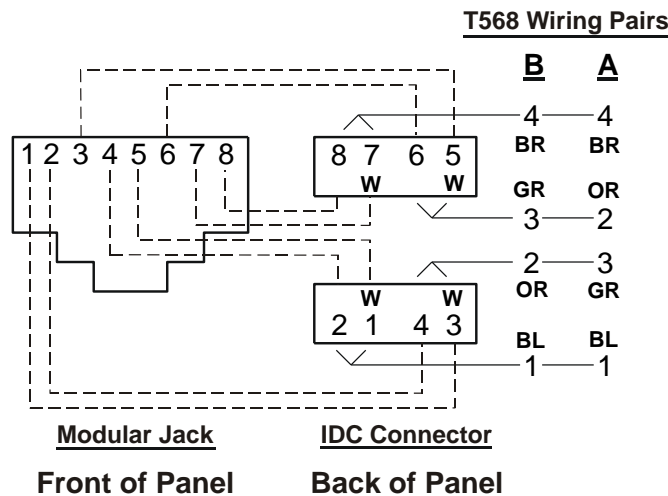 T568 Wiring Pairs
B A
4 4
BR BR
1 2 3 4 5 6 7 8
8 7 6 5
W W
GR OR
3 2
2 3
OR GR
W W
2 1 4 3
BL BL
1 1
Modular Jack IDC Connector
Front of Panel Back of Panel